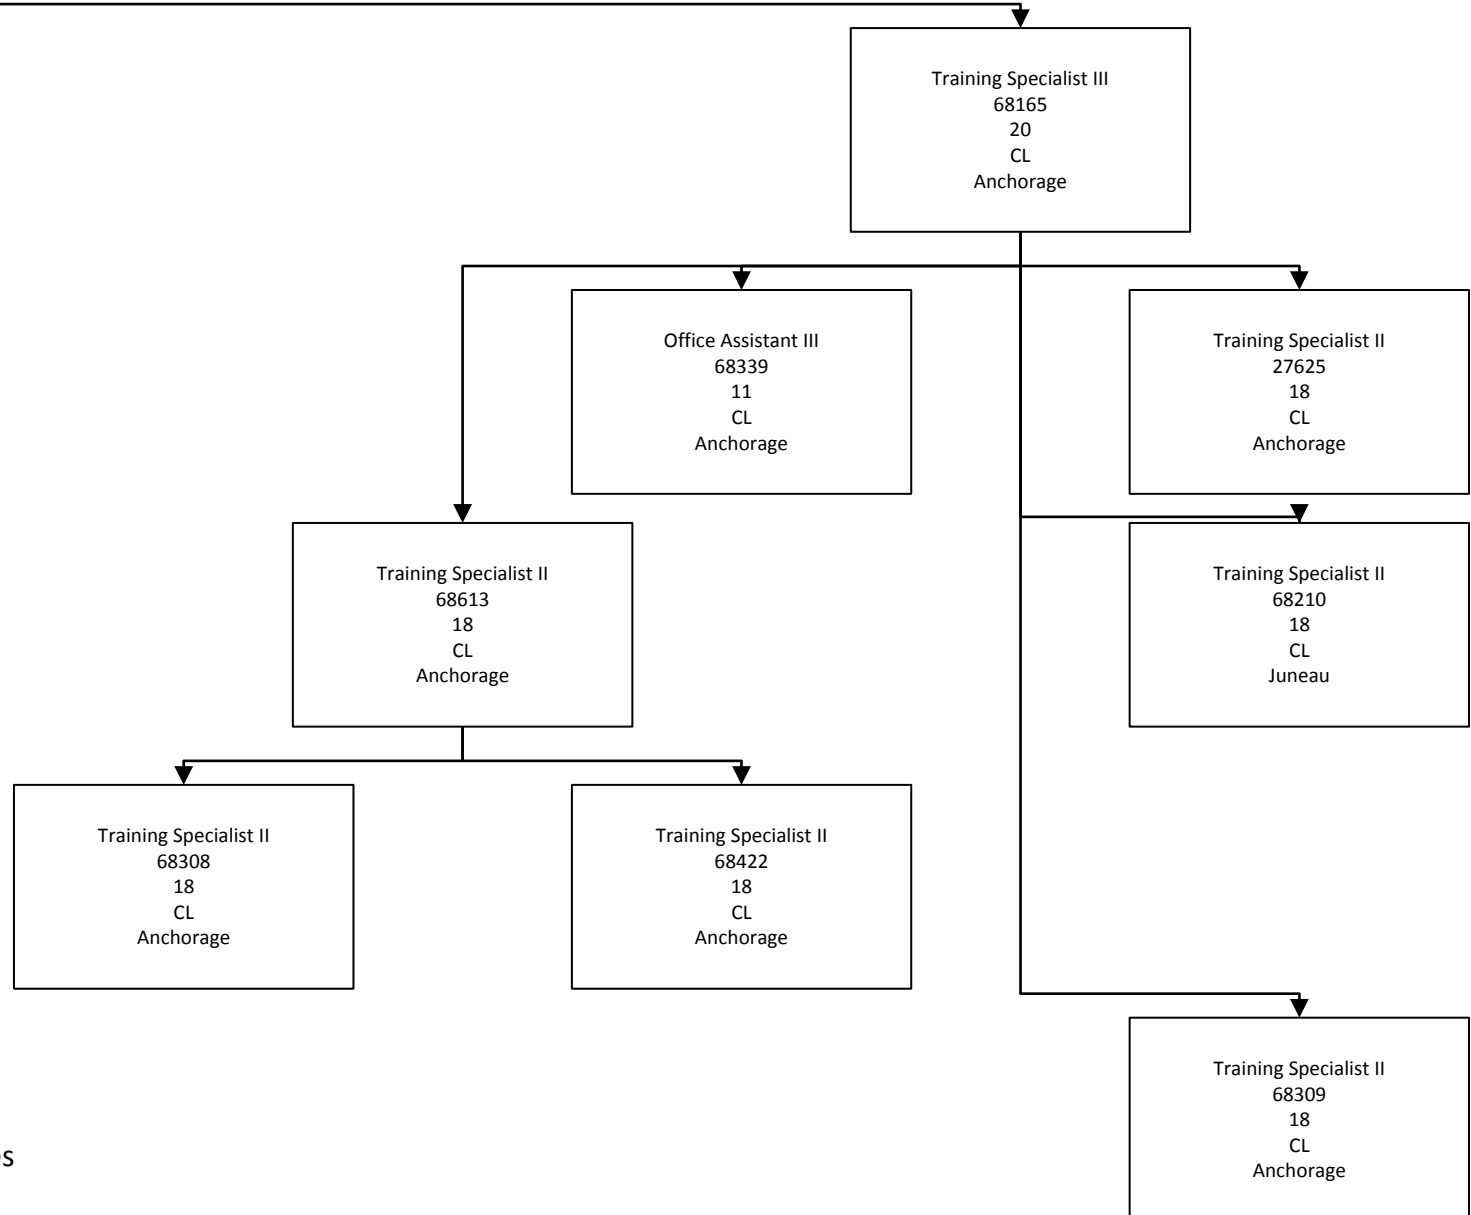 Training Specialist III
68165
20
CL
Anchorage
Office Assistant III
68339
11
CL
Anchorage
Training Specialist II
27625
18
CL
Anchorage
Training Specialist II
68613
18
CL
Anchorage
Training Specialist II
68210
18
CL
Juneau
Training Specialist II
68308
18
CL
Anchorage
Training Specialist II
68422
18
CL
Anchorage
Training Specialist II
68309
18
CL
Anchorage